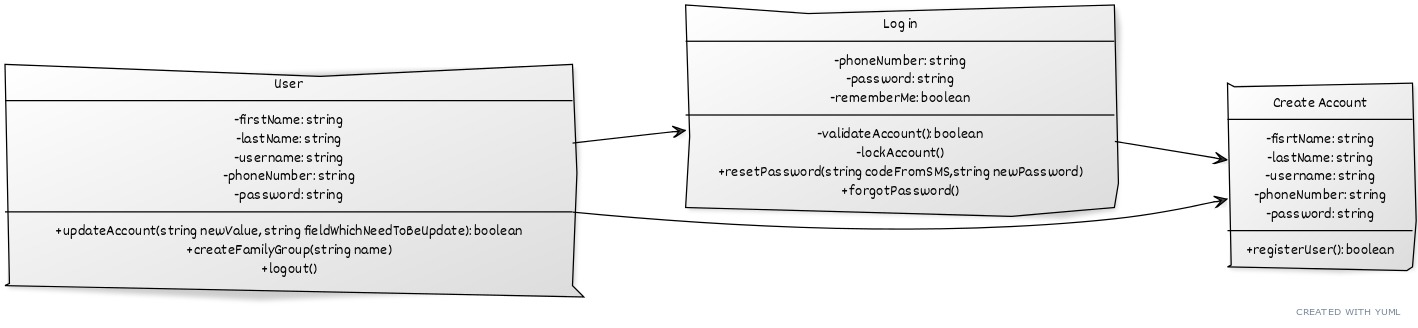 User
-firstName: string
-lastName: string
-username: string
-phoneNumber: string
-password: string
+updateAccount(string newValue, string fieldWhichNeedToBeUpdate): boolean
+createFamilyGroup(string name)
+logout()
Log in
-phoneNumber: string
-password: string
-rememberMe: boolean
-validateAccount(): boolean
-lockAccount()
+resetPassword(string codeFromSMS,string newPassword)
+forgotPassword()
Create Account
-fisrtName: string
-lastName: string
-username: string
-phoneNumber: string
-password: string
+registerUser(): boolean
CREATED WITH YUML